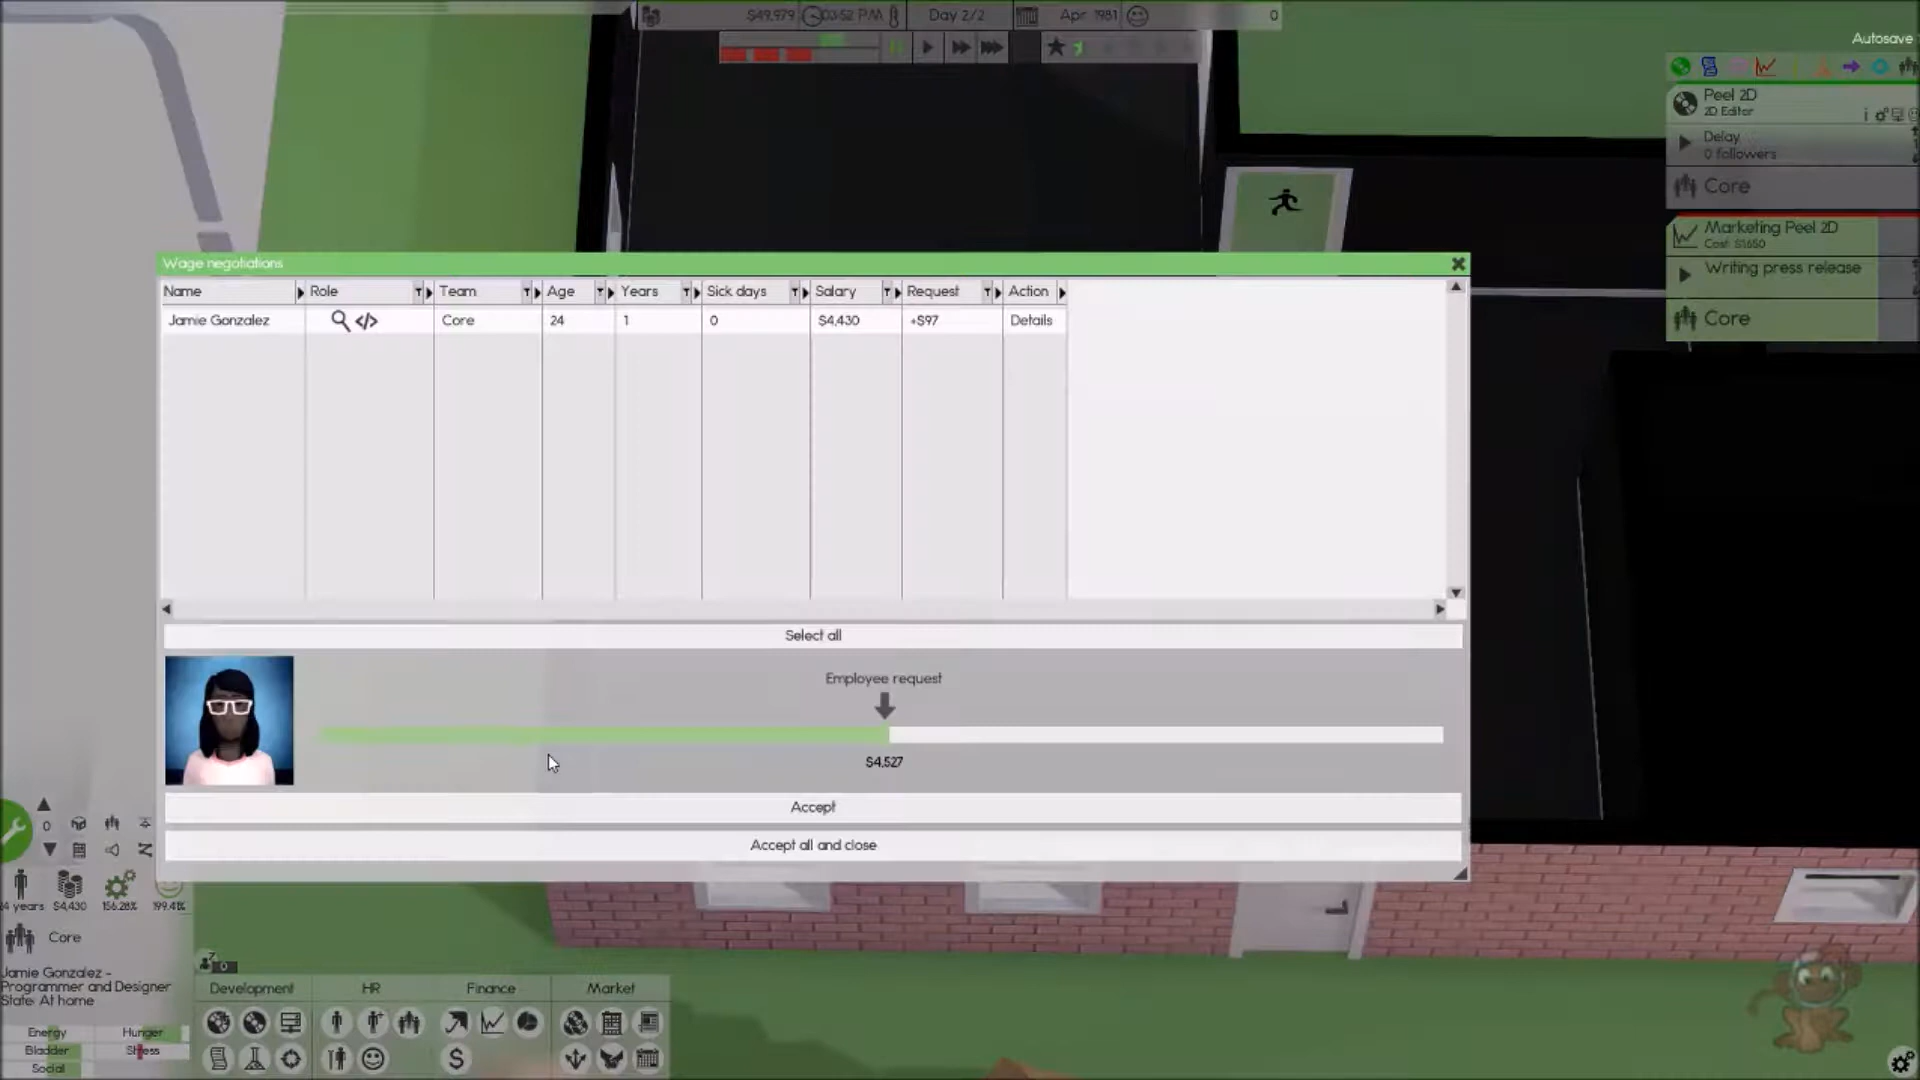 $49,979 03:52 PM Day 2/2 Apr 1981 0
Autosave
Peel 2D
2D Editor
Delay
0 followers
Core
Marketing Peel 2D
Cost: $1650
Writing press release
Core
Wage negotiations
Name Role Team Age Years Sick days Salary Request Action
Jamie Gonzalez Core 24 1 0 $4,430 +$97 Details
Select all
Employee request
$4,527
Accept
Accept all and close
0
4 years $4,430 156.28% 199.41%
Core
Jamie Gonzalez -
Programmer and Designer
State: At home
Energy Hunger
Bladder Stress
Social
0
Development HR Finance Market